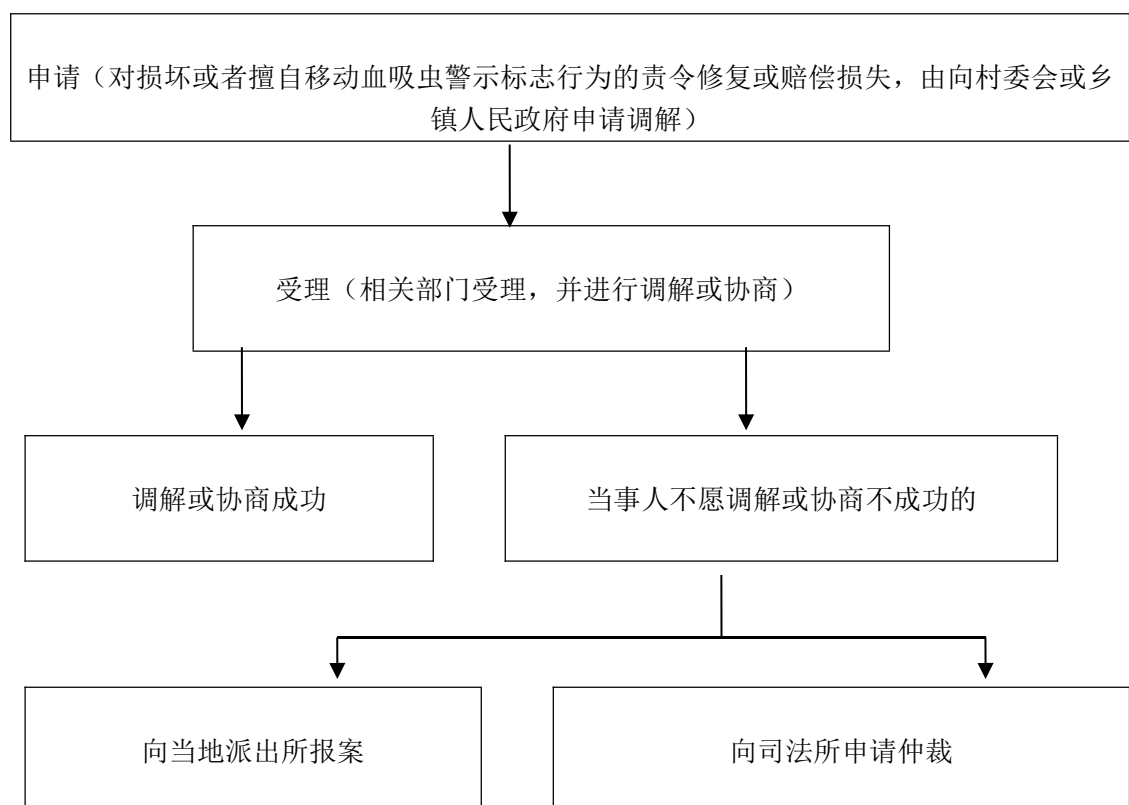 申请（对损坏或者擅自移动血吸虫警示标志行为的责令修复或赔偿损失，由向村委会或乡
镇人民政府申请调解）
受理（相关部门受理，并进行调解或协商）
调解或协商成功
当事人不愿调解或协商不成功的
向当地派出所报案
向司法所申请仲裁